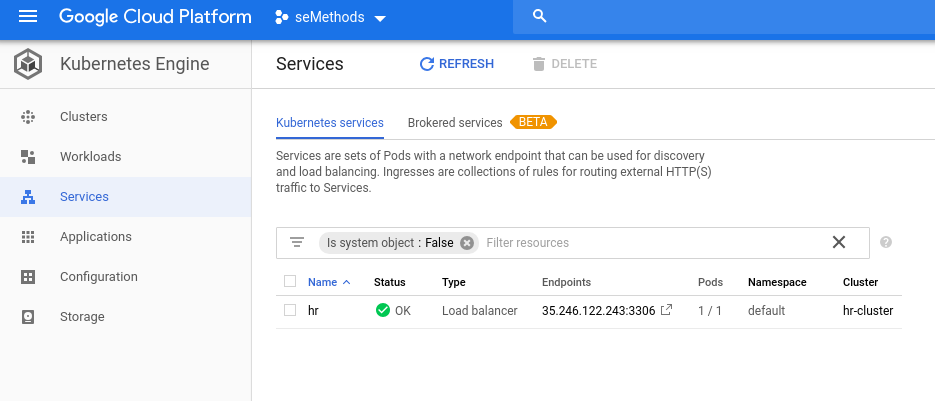 Google Cloud Platform seMethods
Kubernetes Engine
Services REFRESH DELETE
Clusters
Workloads
Services
Applications
Configuration
Storage
Kubernetes services Brokered services BETA
Services are sets of Pods with a network endpoint that can be used for discovery
and load balancing. Ingresses are collections of rules for routing external HTTP(S)
traffic to Services.
Is system object : False Filter resources
Name Status Type Endpoints Pods Namespace Cluster
hr OK Load balancer 35.246.122.243:3306 1 / 1 default hr-cluster